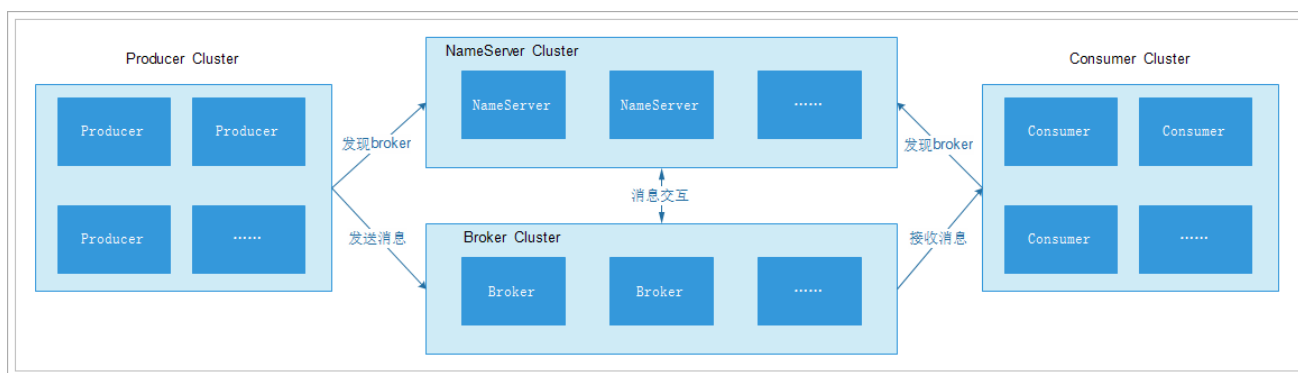 Producer Cluster
Producer
Producer
Producer
……
发现broker
发送消息
NameServer Cluster
NameServer
NameServer
……
消息交互
Broker Cluster
Broker
Broker
……
发现broker
接收消息
Consumer Cluster
Consumer
Consumer
Consumer
……